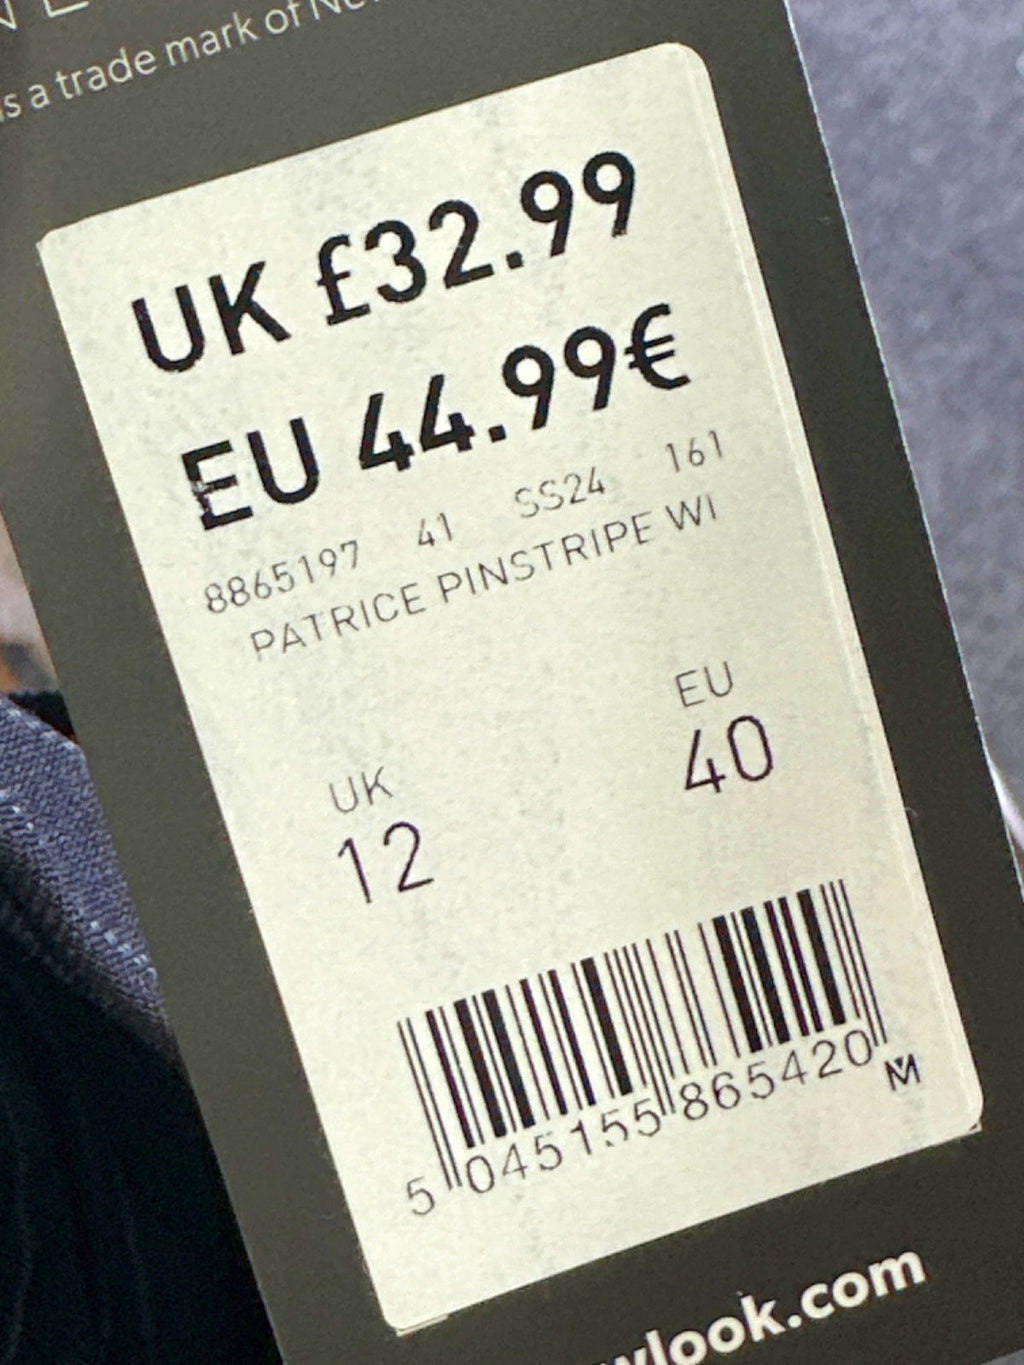 is a trade mark of
UK £32.99
EU 44.99€
8865197 41 SS24 161
PATRICE PINSTRIPE WI
EU
40
UK
12
5 045155 865420
wlook.com